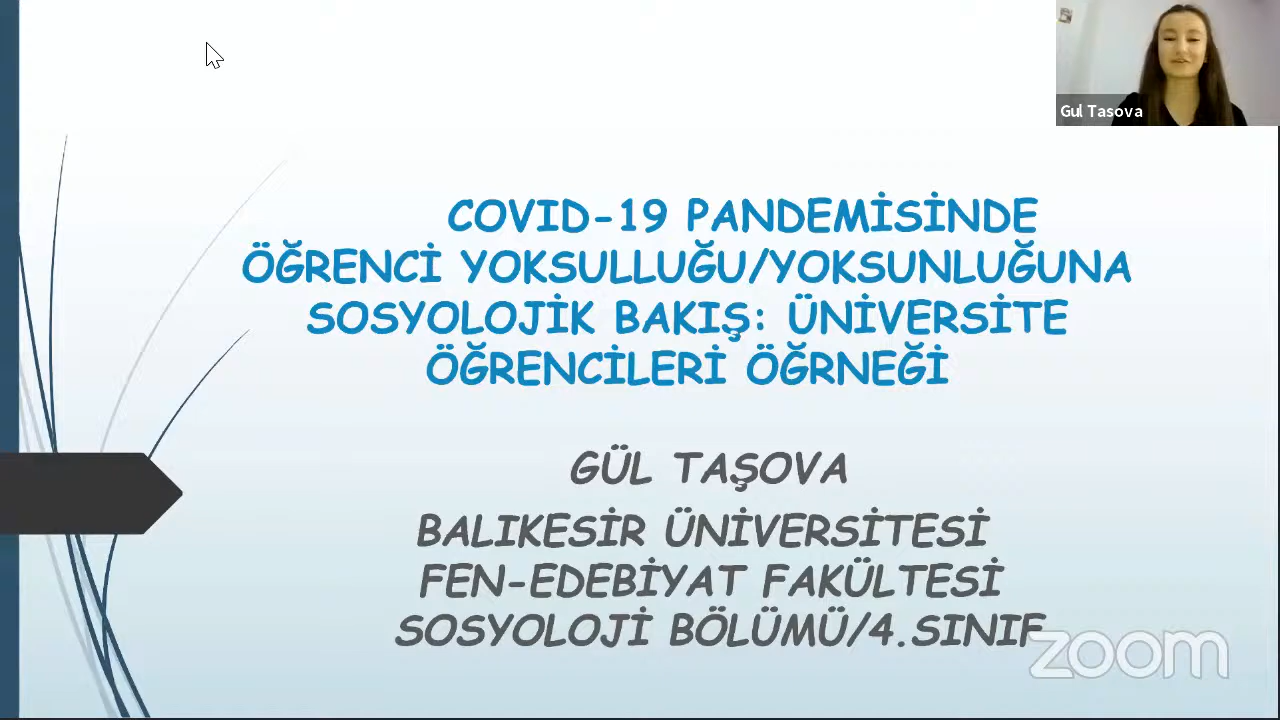 Gul Tasova
COVID-19 PANDEMİSİNDE
ÖĞRENCİ YOKSULLUĞU/YOKSUNLUĞUNA
SOSYOLOJİK BAKIŞ: ÜNİVERSİTE
ÖĞRENCİLERİ ÖĞRNEĞİ
GÜL TAŞOVA
BALIKESİR ÜNİVERSİTESİ
FEN-EDEBİYAT FAKÜLTESİ
SOSYOLOJİ BÖLÜMÜ/4.SINIF
zoom